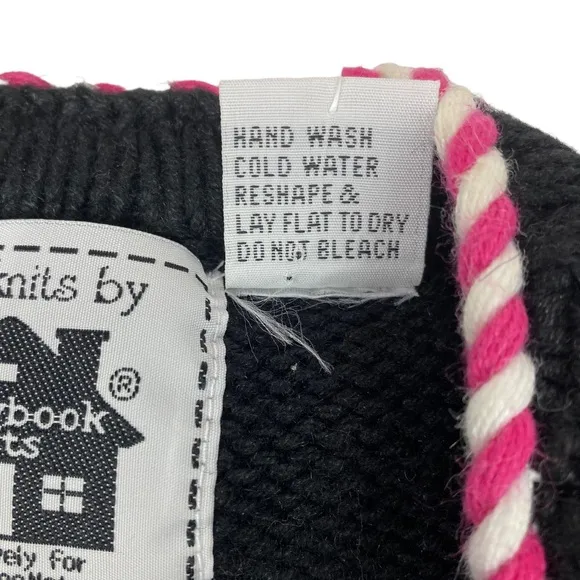 HAND WASH
COLD WATER
RESHAPE &
LAY FLAT TO DRY
DO NOT BLEACH
knits by
®